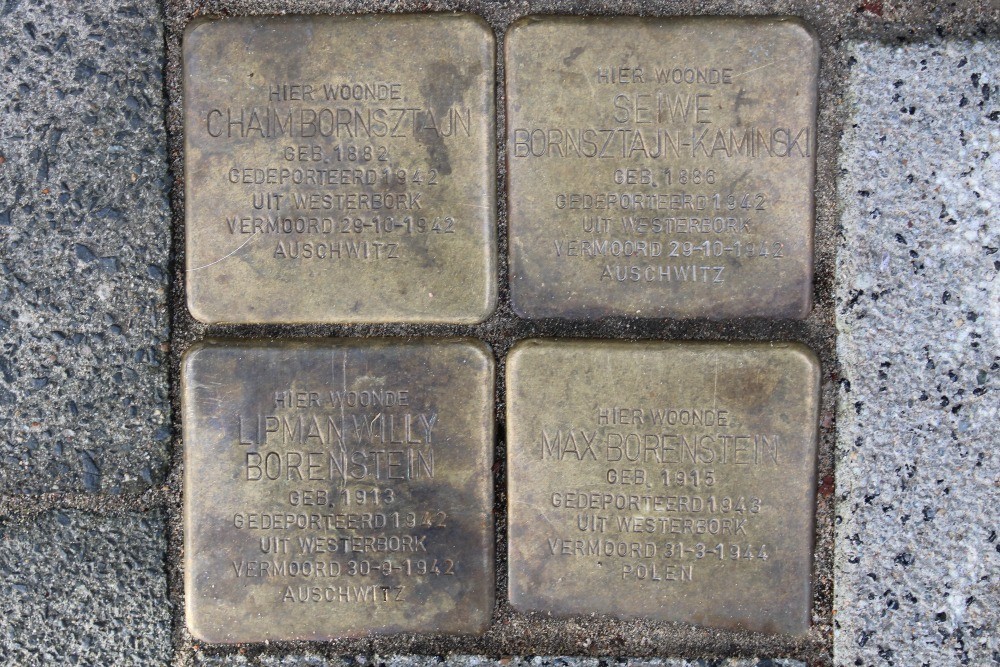 HIER WOONDE
CHAIM BORNSZTAJN
GEB. 1882
GEDEPORTEERD 1942
UIT WESTERBORK
VERMOORD 29-10-1942
AUSCHWITZ
HIER WOONDE
SEIWE
BORNSZTAJN-KAMINSKI
GEB. 1886
GEDEPORTEERD 1942
UIT WESTERBORK
VERMOORD 29-10-1942
AUSCHWITZ
HIER WOONDE
LIPMAN WILLY
BORENSTEIN
GEB. 1913
GEDEPORTEERD 1942
UIT WESTERBORK
VERMOORD 30-9-1942
AUSCHWITZ
HIER WOONDE
MAX BORENSTEIN
GEB. 1915
GEDEPORTEERD 1943
UIT WESTERBORK
VERMOORD 31-3-1944
POLEN